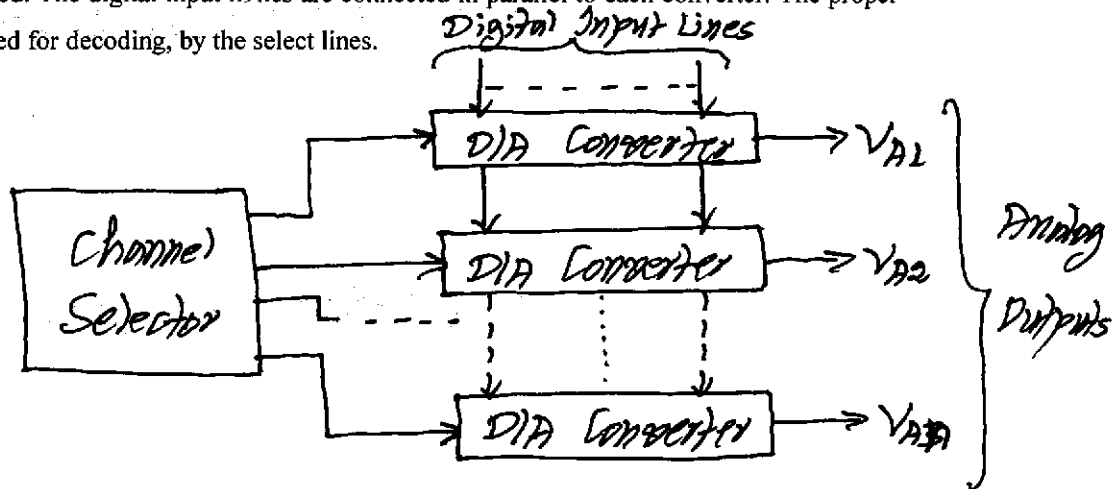 The digital input lines are connected in parallel to each converter. The proper
ed for decoding, by the select lines.
Digital Input Lines
D/A Converter
V_A1
Channel
Selector
D/A Converter
V_A2
Analog
Outputs
D/A Converter